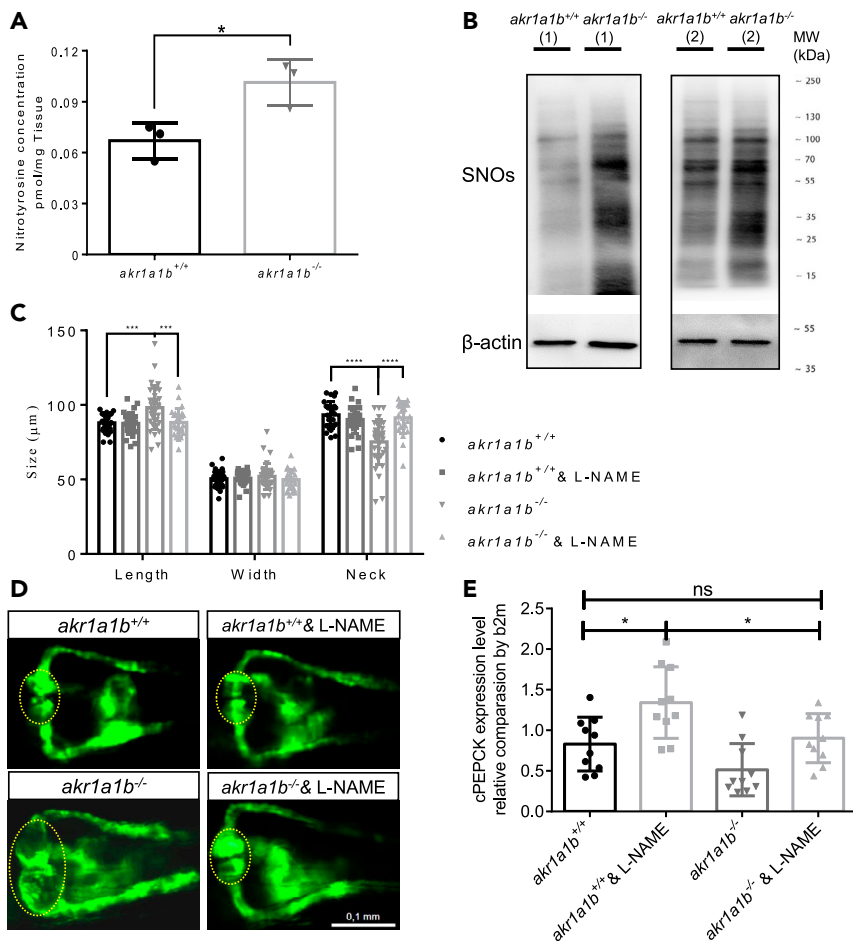 A
*
Nitrotyrosine concentration
pmol/mg Tissue
0.12
0.09
0.06
0.03
0
akr1a1b+/+
akr1a1b-/-
B
akr1a1b+/+ akr1a1b-/-
(1) (1)
akr1a1b+/+ akr1a1b-/-
(2) (2)
MW
(kDa)
SNOs
~ 250
~ 130
~ 100
~ 70
~ 55
~ 35
~ 25
~ 15
β-actin
~ 55
~ 35
C
Size (µm)
150
100
50
0
*** ***
**** ****
Length Width Neck
akr1a1b+/+
akr1a1b+/+ & L-NAME
akr1a1b-/-
akr1a1b-/- & L-NAME
D
akr1a1b+/+
akr1a1b+/+& L-NAME
akr1a1b-/-
akr1a1b-/-& L-NAME
0,1 mm
E
cPEPCK expression level
relative comparasion by b2m
2.5
2.0
1.5
1.0
0.5
0.0
ns
* *
akr1a1b+/+
akr1a1b+/+ & L-NAME
akr1a1b-/-
akr1a1b-/- & L-NAME